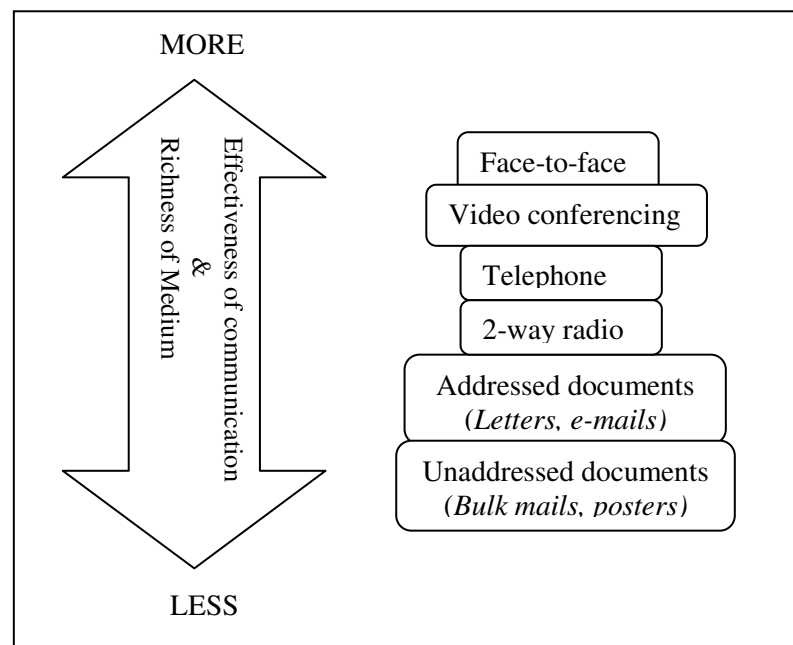 MORE
Effectiveness of communication
&
Richness of Medium
Face-to-face
Video conferencing
Telephone
2-way radio
Addressed documents
(Letters, e-mails)
Unaddressed documents
(Bulk mails, posters)
LESS